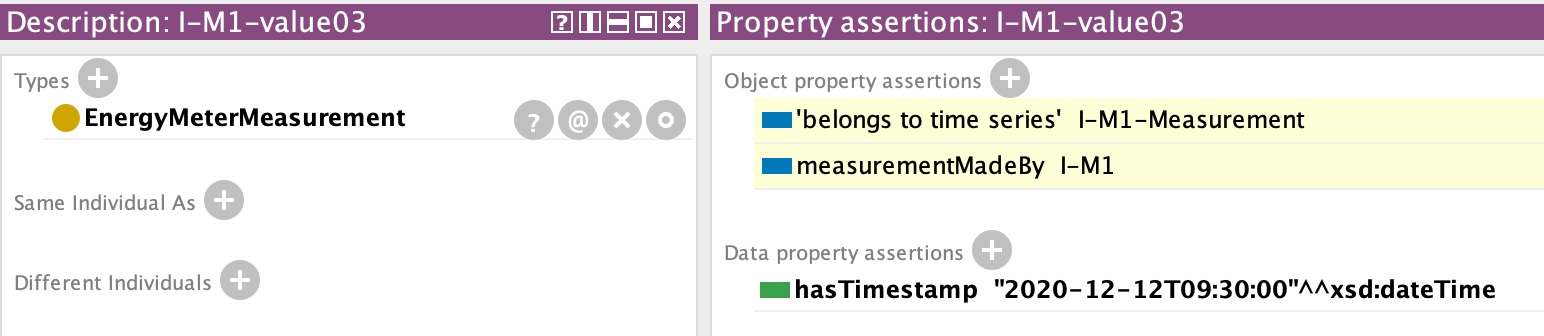 Description: I-M1-value03
Types
EnergyMeterMeasurement
Same Individual As
Different Individuals
Property assertions: I-M1-value03
Object property assertions
'belongs to time series' I-M1-Measurement
measurementMadeBy I-M1
Data property assertions
hasTimestamp "2020-12-12T09:30:00"^^xsd:dateTime